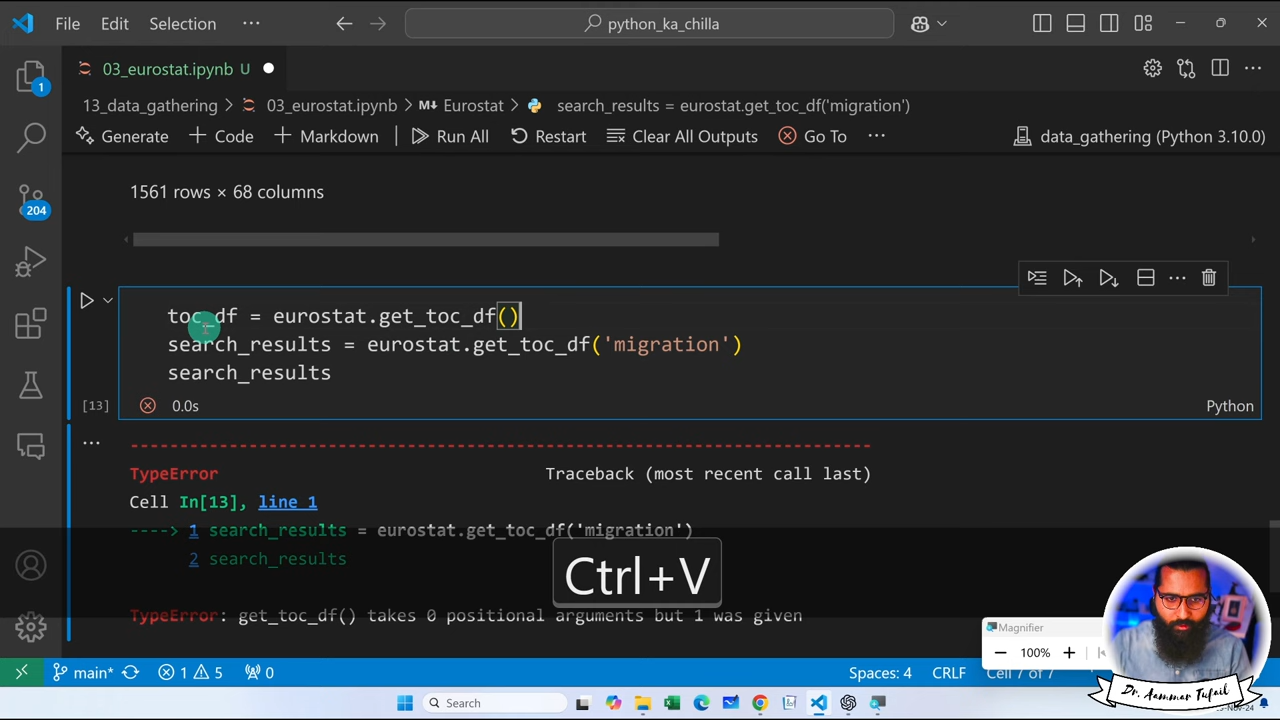 File Edit Selection ··· python_ka_chilla
1
03_eurostat.ipynb U
13_data_gathering > 03_eurostat.ipynb > M↓ Eurostat > search_results = eurostat.get_toc_df('migration')
Generate + Code + Markdown | Run All Restart Clear All Outputs Go To ··· data_gathering (Python 3.10.0)
1561 rows × 68 columns
204
toc_df = eurostat.get_toc_df()
search_results = eurostat.get_toc_df('migration')
search_results
[13] 0.0s Python
---------------------------------------------------------------------------
TypeError Traceback (most recent call last)
Cell In[13], line 1
----> 1 search_results = eurostat.get_toc_df('migration')
2 search_results
Ctrl+V
TypeError: get_toc_df() takes 0 positional arguments but 1 was given
Magnifier
100%
main* 1 5 0 Spaces: 4 CRLF Cell 7 of 7
Dr. Aammar Tufail
Search